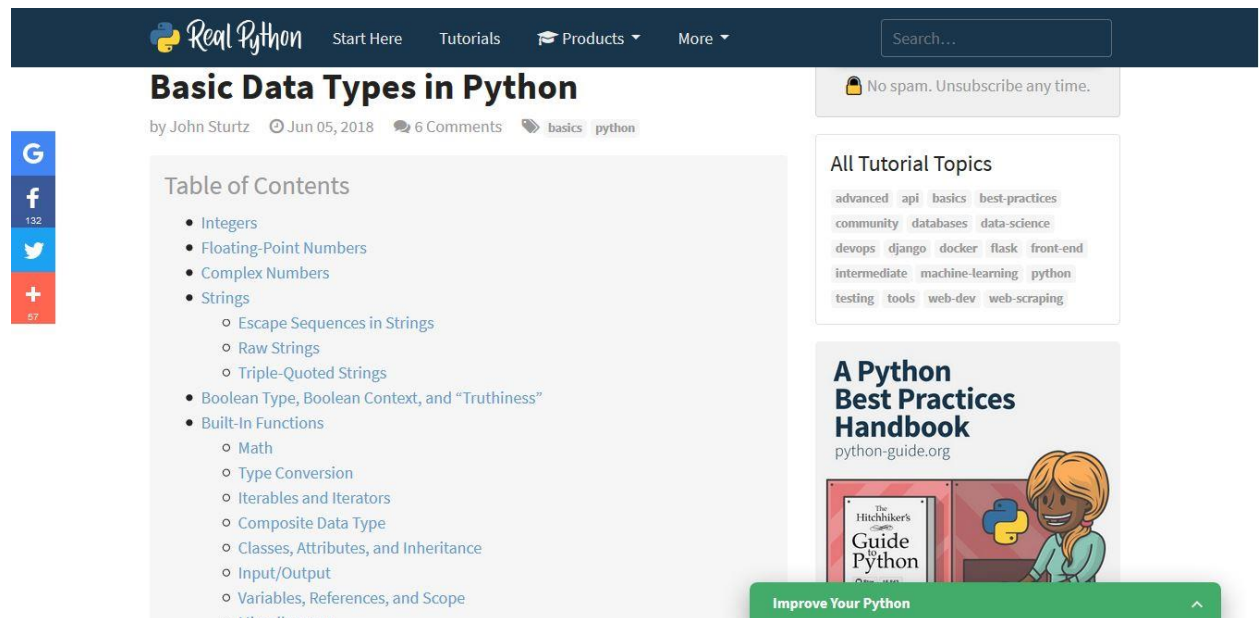 Real Python Start Here Tutorials Products More Search...
Basic Data Types in Python
by John Sturtz Jun 05, 2018 6 Comments basics python
G
f
132
+
57
Table of Contents
Integers
Floating-Point Numbers
Complex Numbers
Strings
Escape Sequences in Strings
Raw Strings
Triple-Quoted Strings
Boolean Type, Boolean Context, and “Truthiness”
Built-In Functions
Math
Type Conversion
Iterables and Iterators
Composite Data Type
Classes, Attributes, and Inheritance
Input/Output
Variables, References, and Scope
No spam. Unsubscribe any time.
All Tutorial Topics
advanced api basics best-practices
community databases data-science
devops django docker flask front-end
intermediate machine-learning python
testing tools web-dev web-scraping
A Python
Best Practices
Handbook
python-guide.org
The
Hitchhiker's
Guide
to
Python
Improve Your Python